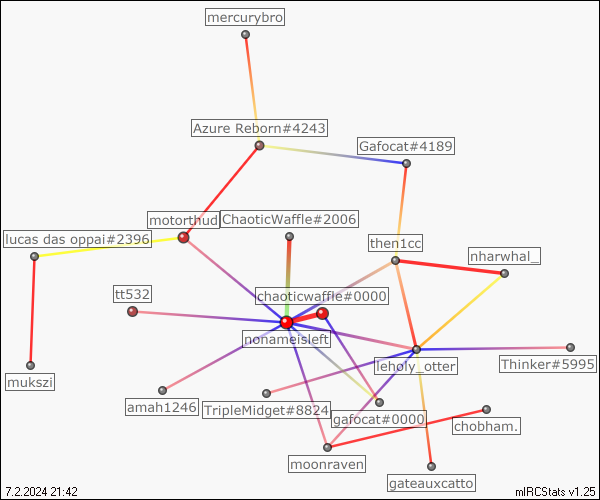 mercurybro
Azure Reborn#4243
Gafocat#4189
motorthud
ChaoticWaffle#2006
lucas das oppai#2396
then1cc
nharwhal_
tt532
chaoticwaffle#0000
nonameisleft
leholy_otter
Thinker#5995
mukszi
amah1246
TripleMidget#8824
gafocat#0000
chobham.
moonraven
gateauxcatto
7.2.2024 21:42
mIRCStats v1.25